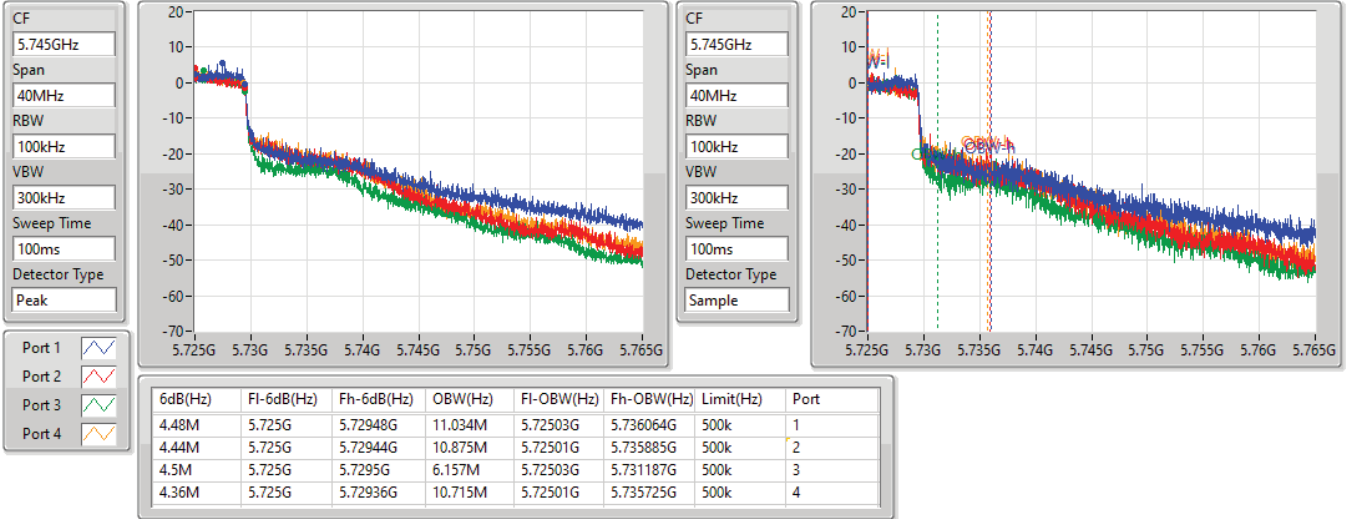 CF
5.745GHz
Span
40MHz
RBW
100kHz
VBW
300kHz
Sweep Time
100ms
Detector Type
Peak
20
10
0
-10
-20
-30
-40
-50
-60
-70
5.725G 5.73G 5.735G 5.74G 5.745G 5.75G 5.755G 5.76G 5.765G
CF
5.745GHz
Span
40MHz
RBW
100kHz
VBW
300kHz
Sweep Time
100ms
Detector Type
Sample
20
10
0
-10
-20
-30
-40
-50
-60
-70
OBW-h
5.725G 5.73G 5.735G 5.74G 5.745G 5.75G 5.755G 5.76G 5.765G
Port 1
Port 2
Port 3
Port 4
6dB(Hz) Fl-6dB(Hz) Fh-6dB(Hz) OBW(Hz) Fl-OBW(Hz) Fh-OBW(Hz) Limit(Hz) Port
4.48M 5.725G 5.72948G 11.034M 5.72503G 5.736064G 500k 1
4.44M 5.725G 5.72944G 10.875M 5.72501G 5.735885G 500k 2
4.5M 5.725G 5.7295G 6.157M 5.72503G 5.731187G 500k 3
4.36M 5.725G 5.72936G 10.715M 5.72501G 5.735725G 500k 4